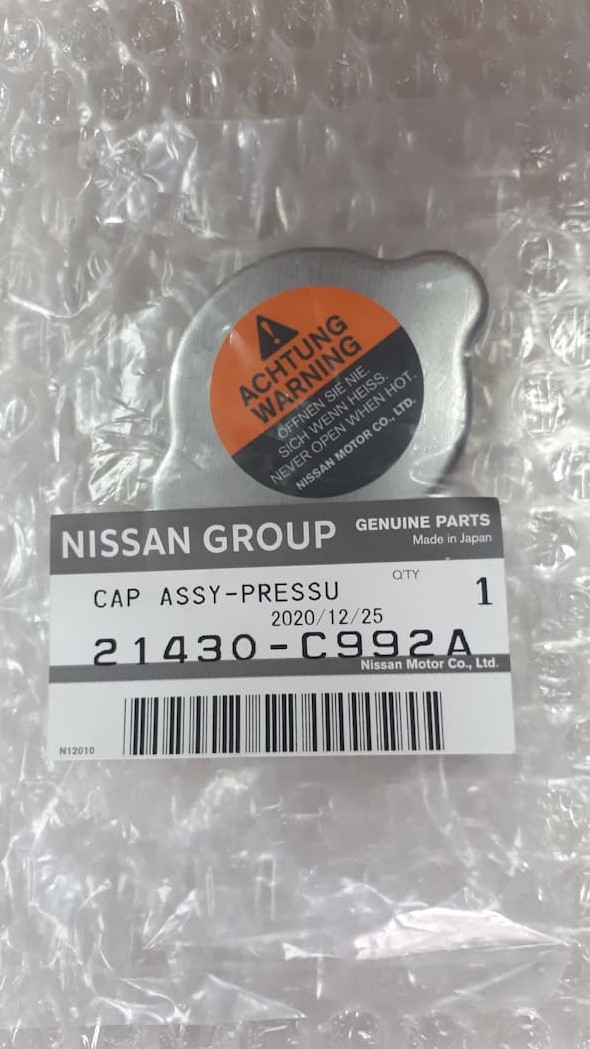 ACHTUNG
WARNING
ÖFFNEN SIE NIE.
SICH WENN HEISS.
NEVER OPEN WHEN HOT.
NISSAN MOTOR CO., LTD.
NISSAN GROUP
GENUINE PARTS
Made in Japan
Q'TY
CAP ASSY-PRESSU 1
2020/12/25
21430-C992A
Nissan Motor Co., Ltd.
N12010